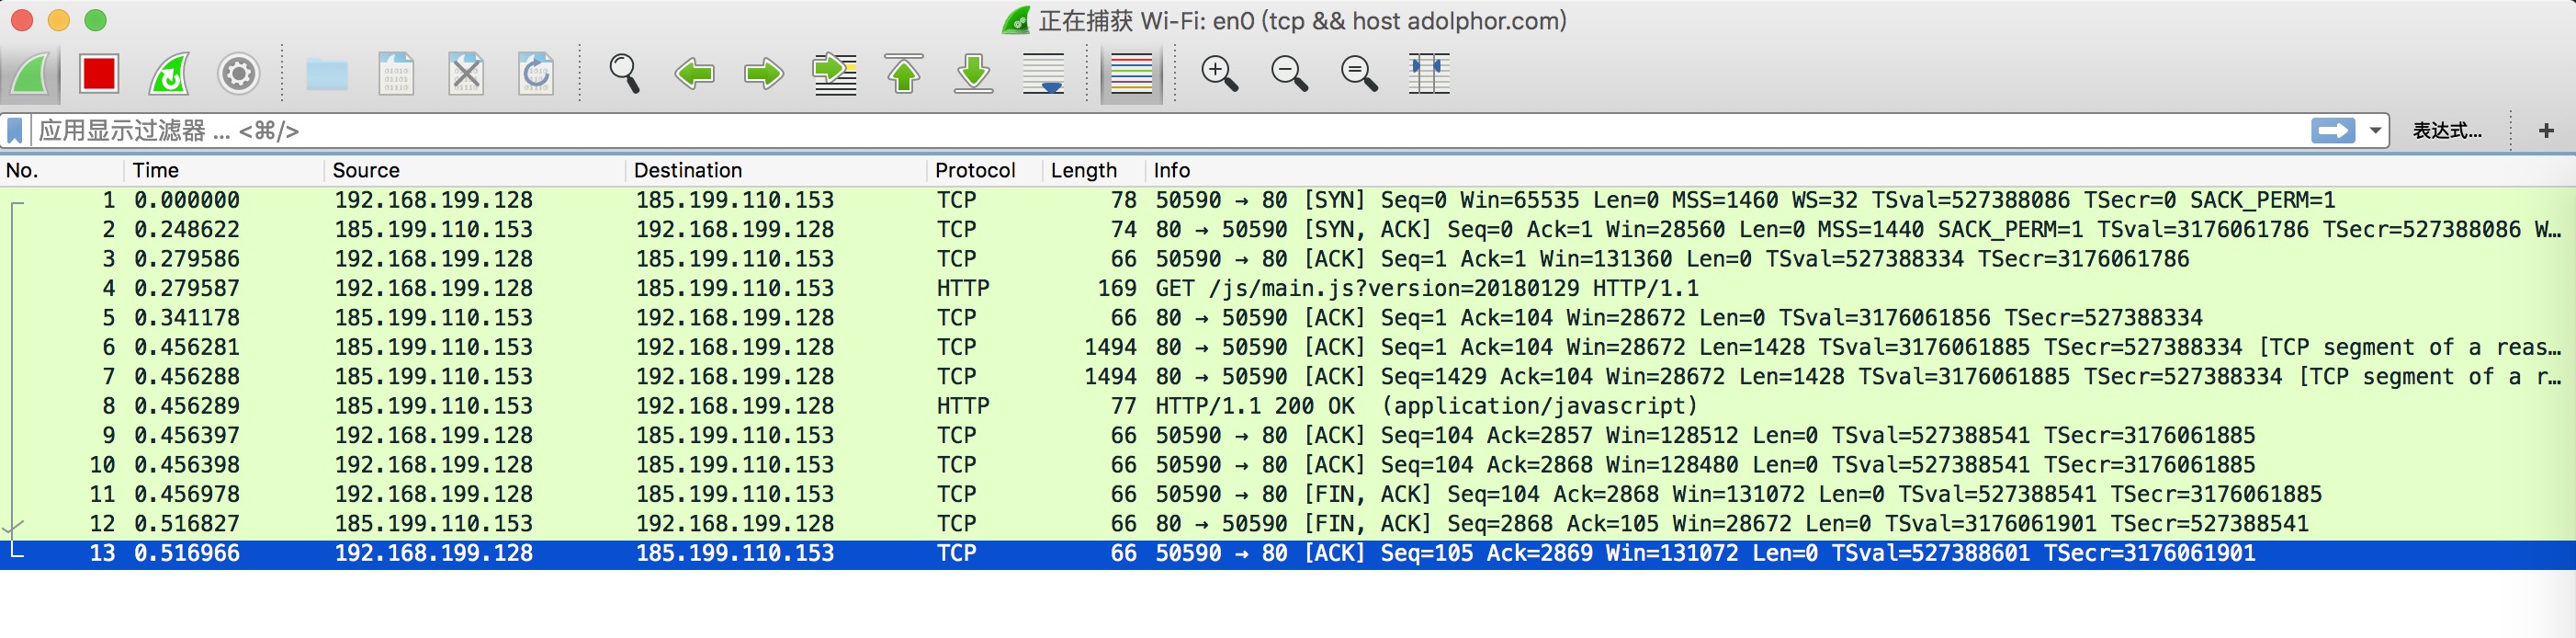 正在捕获 Wi-Fi: en0 (tcp && host adolphor.com)
应用显示过滤器 … <⌘/>
表达式…
+
No. Time Source Destination Protocol Length Info
1 0.000000 192.168.199.128 185.199.110.153 TCP 78 50590 → 80 [SYN] Seq=0 Win=65535 Len=0 MSS=1460 WS=32 TSval=527388086 TSecr=0 SACK_PERM=1
2 0.248622 185.199.110.153 192.168.199.128 TCP 74 80 → 50590 [SYN, ACK] Seq=0 Ack=1 Win=28560 Len=0 MSS=1440 SACK_PERM=1 TSval=3176061786 TSecr=527388086 W…
3 0.279586 192.168.199.128 185.199.110.153 TCP 66 50590 → 80 [ACK] Seq=1 Ack=1 Win=131360 Len=0 TSval=527388334 TSecr=3176061786
4 0.279587 192.168.199.128 185.199.110.153 HTTP 169 GET /js/main.js?version=20180129 HTTP/1.1
5 0.341178 185.199.110.153 192.168.199.128 TCP 66 80 → 50590 [ACK] Seq=1 Ack=104 Win=28672 Len=0 TSval=3176061856 TSecr=527388334
6 0.456281 185.199.110.153 192.168.199.128 TCP 1494 80 → 50590 [ACK] Seq=1 Ack=104 Win=28672 Len=1428 TSval=3176061885 TSecr=527388334 [TCP segment of a reas…
7 0.456288 185.199.110.153 192.168.199.128 TCP 1494 80 → 50590 [ACK] Seq=1429 Ack=104 Win=28672 Len=1428 TSval=3176061885 TSecr=527388334 [TCP segment of a r…
8 0.456289 185.199.110.153 192.168.199.128 HTTP 77 HTTP/1.1 200 OK  (application/javascript)
9 0.456397 192.168.199.128 185.199.110.153 TCP 66 50590 → 80 [ACK] Seq=104 Ack=2857 Win=128512 Len=0 TSval=527388541 TSecr=3176061885
10 0.456398 192.168.199.128 185.199.110.153 TCP 66 50590 → 80 [ACK] Seq=104 Ack=2868 Win=128480 Len=0 TSval=527388541 TSecr=3176061885
11 0.456978 192.168.199.128 185.199.110.153 TCP 66 50590 → 80 [FIN, ACK] Seq=104 Ack=2868 Win=131072 Len=0 TSval=527388541 TSecr=3176061885
12 0.516827 185.199.110.153 192.168.199.128 TCP 66 80 → 50590 [FIN, ACK] Seq=2868 Ack=105 Win=28672 Len=0 TSval=3176061901 TSecr=527388541
13 0.516966 192.168.199.128 185.199.110.153 TCP 66 50590 → 80 [ACK] Seq=105 Ack=2869 Win=131072 Len=0 TSval=527388601 TSecr=3176061901